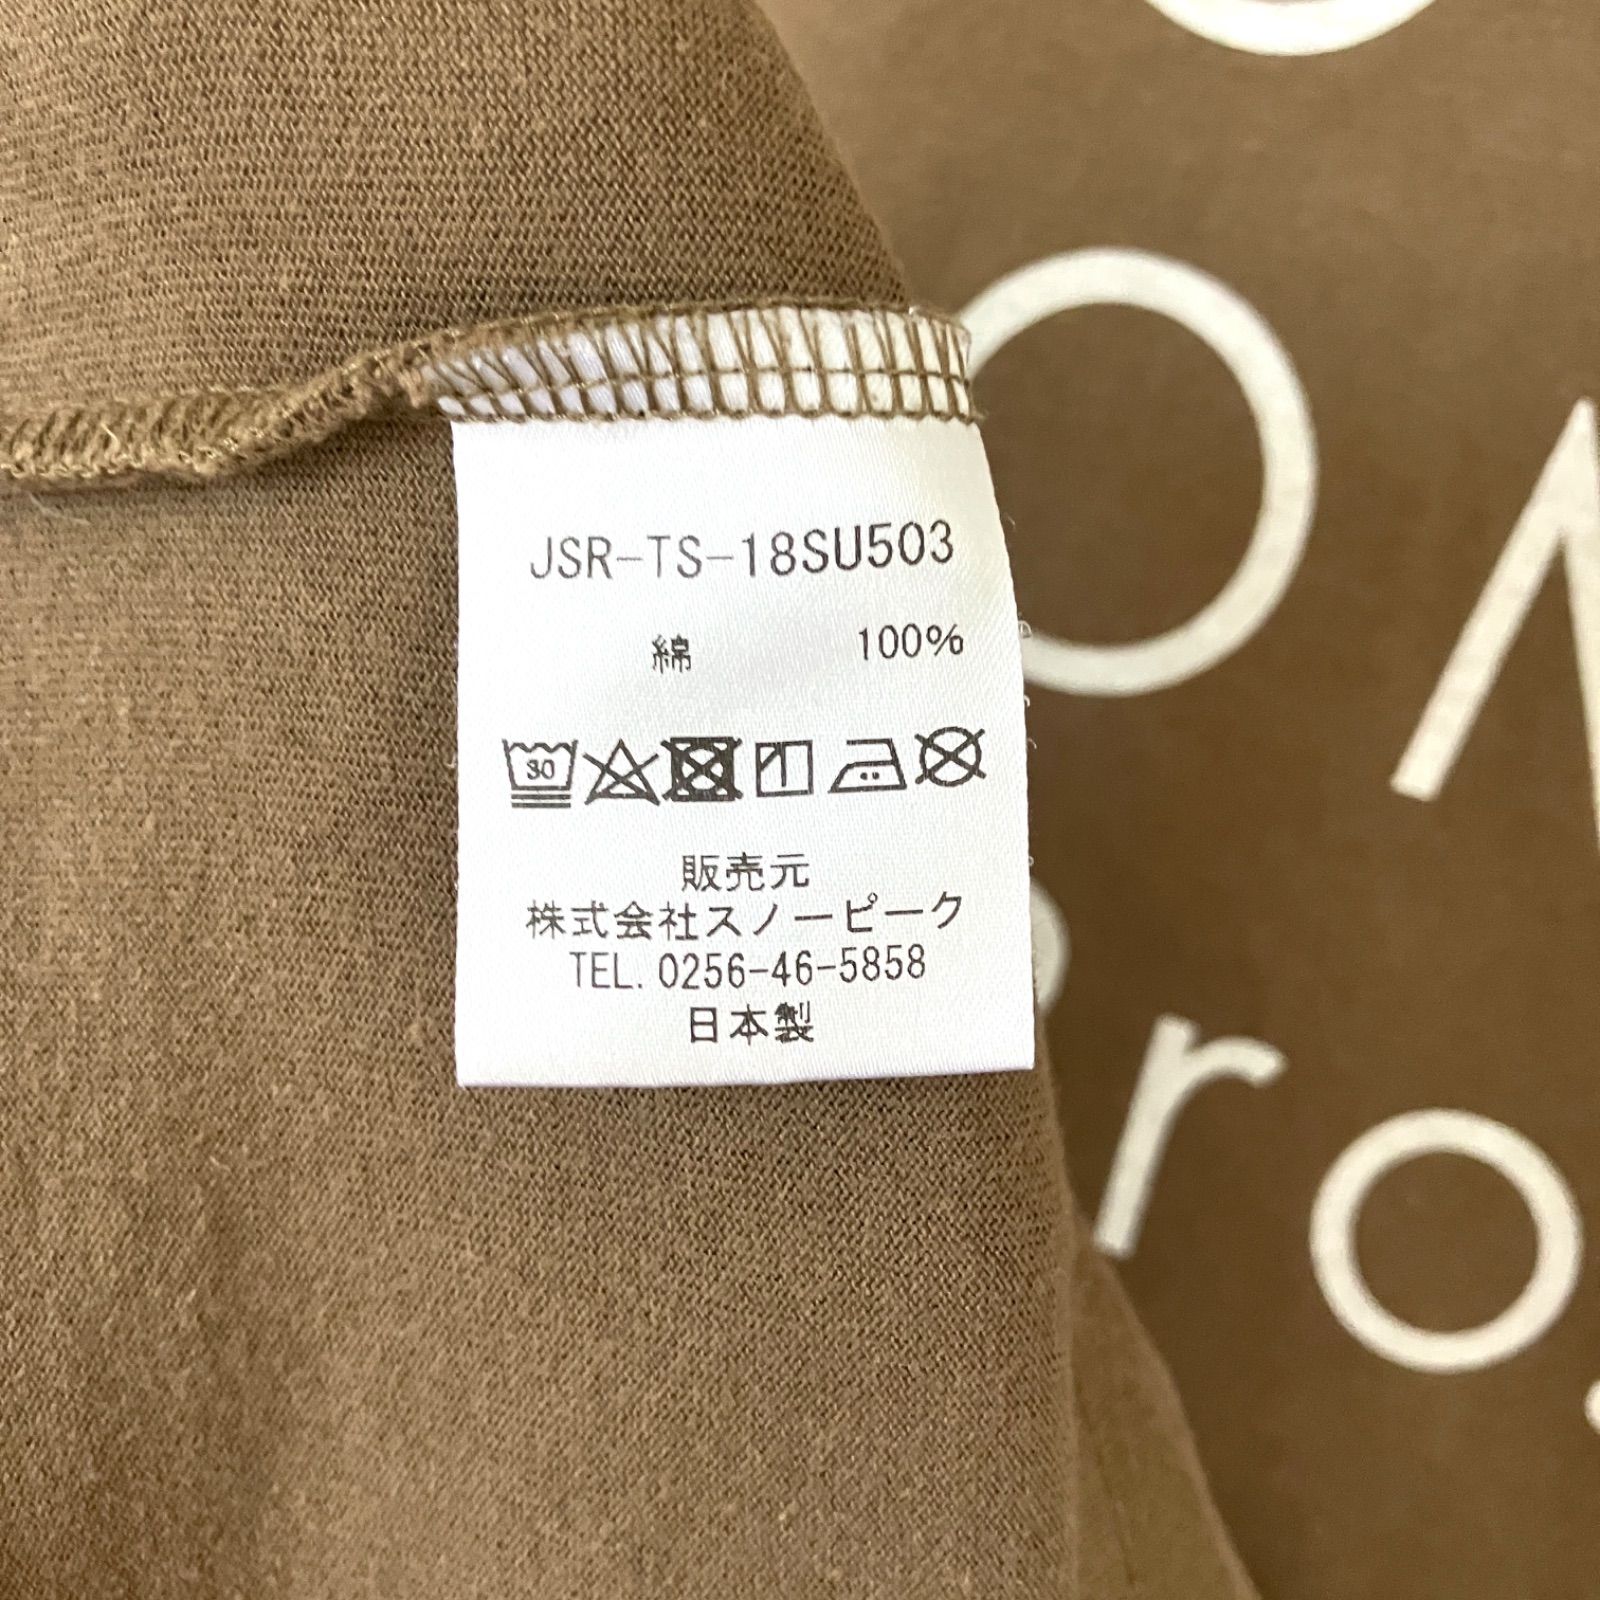 JSR-TS-18SU503
綿 100%
30
販売元
株式会社スノーピーク
TEL. 0256-46-5858
日本製
ro.